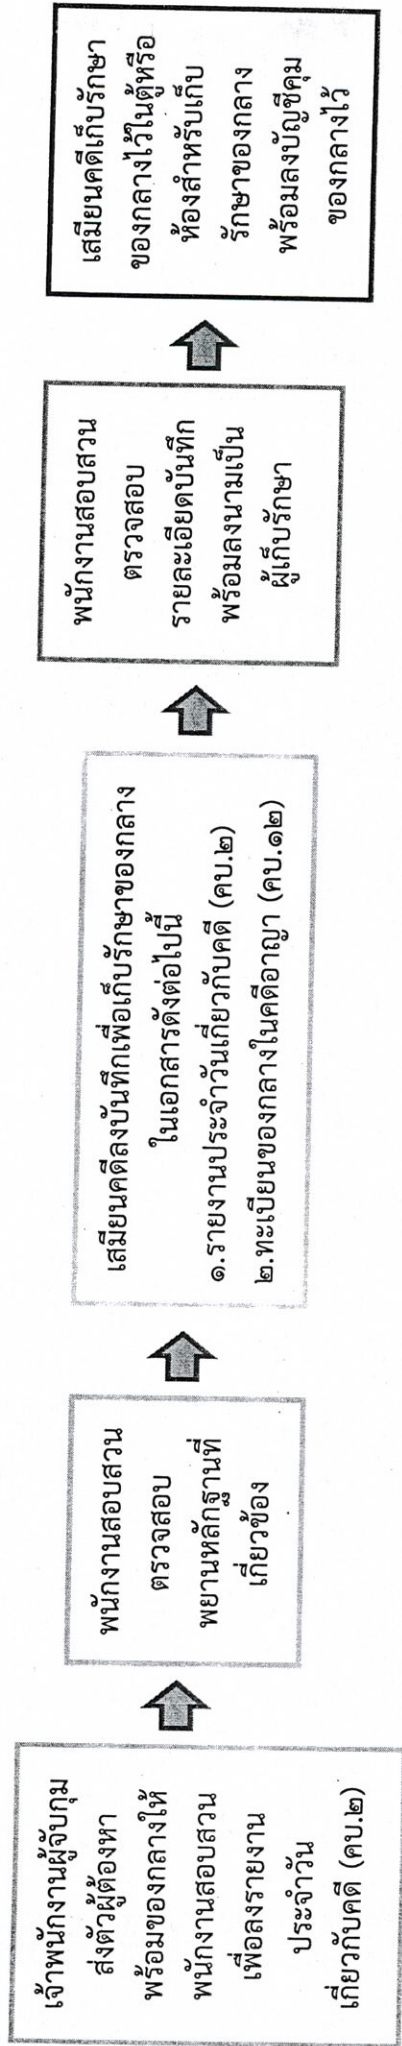 เจ้าพนักงานผู้จับกุม
ส่งตัวผู้ต้องหา
พร้อมของกลางให้
พนักงานสอบสวน
เพื่อลงรายงาน
ประจำวัน
เกี่ยวกับคดี (คบ.๒)
พนักงานสอบสวน
ตรวจสอบ
พยานหลักฐานที่
เกี่ยวข้อง
เสมียนคดีลงบันทึกเพื่อเก็บรักษาของกลาง
ในเอกสารดังต่อไปนี้
๑.รายงานประจำวันเกี่ยวกับคดี (คบ.๒)
๒.ทะเบียนของกลางในคดีอาญา (คบ.๑๒)
พนักงานสอบสวน
ตรวจสอบ
รายละเอียดบันทึก
พร้อมลงนามเป็น
ผู้เก็บรักษา
เสมียนคดีเก็บรักษา
ของกลางไว้ในตู้หรือ
ห้องสำหรับเก็บ
รักษาของกลาง
พร้อมลงบัญชีคุม
ของกลางไว้